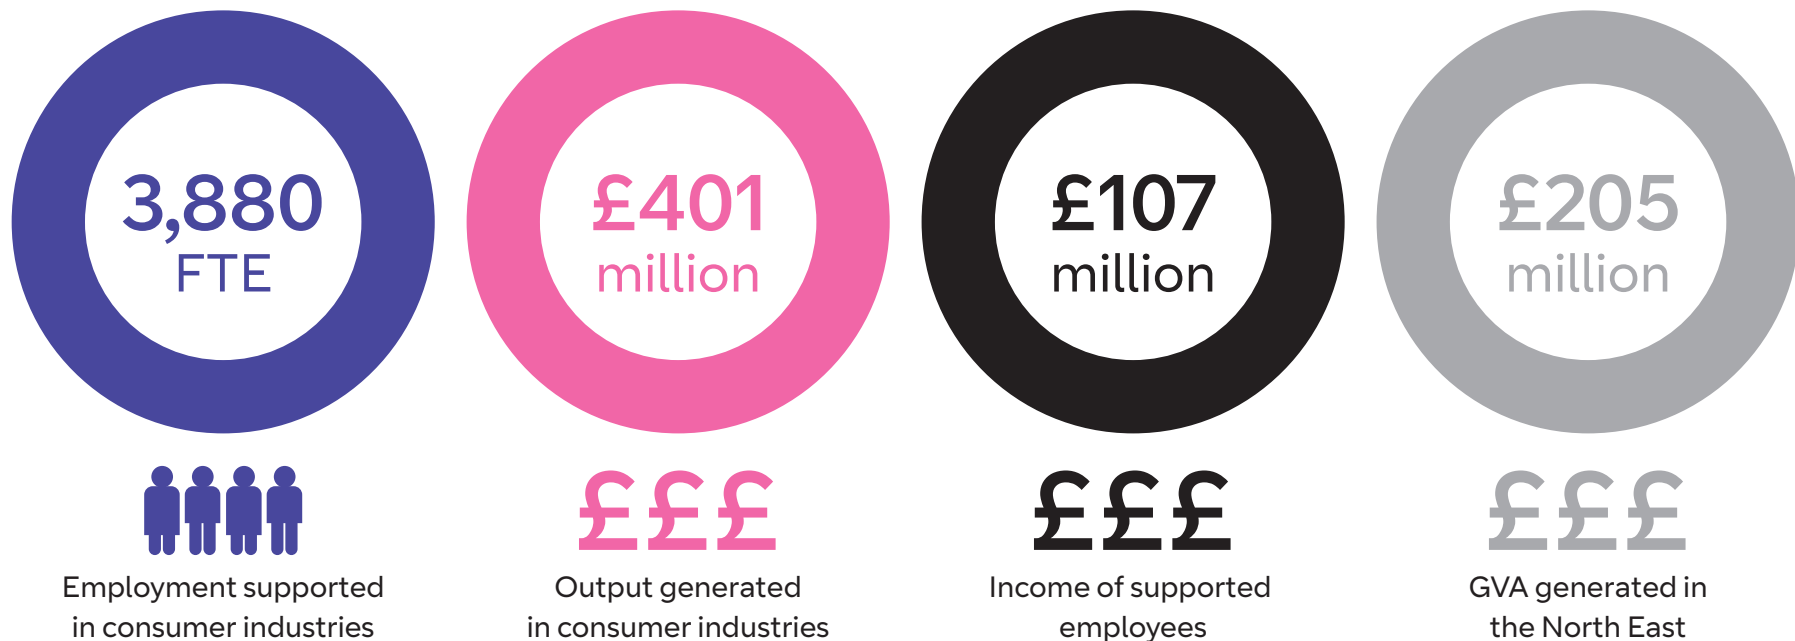 3,880
FTE
£401
million
£107
million
£205
million
£££
£££
£££
Employment supported
in consumer industries
Output generated
in consumer industries
Income of supported
employees
GVA generated in
the North East